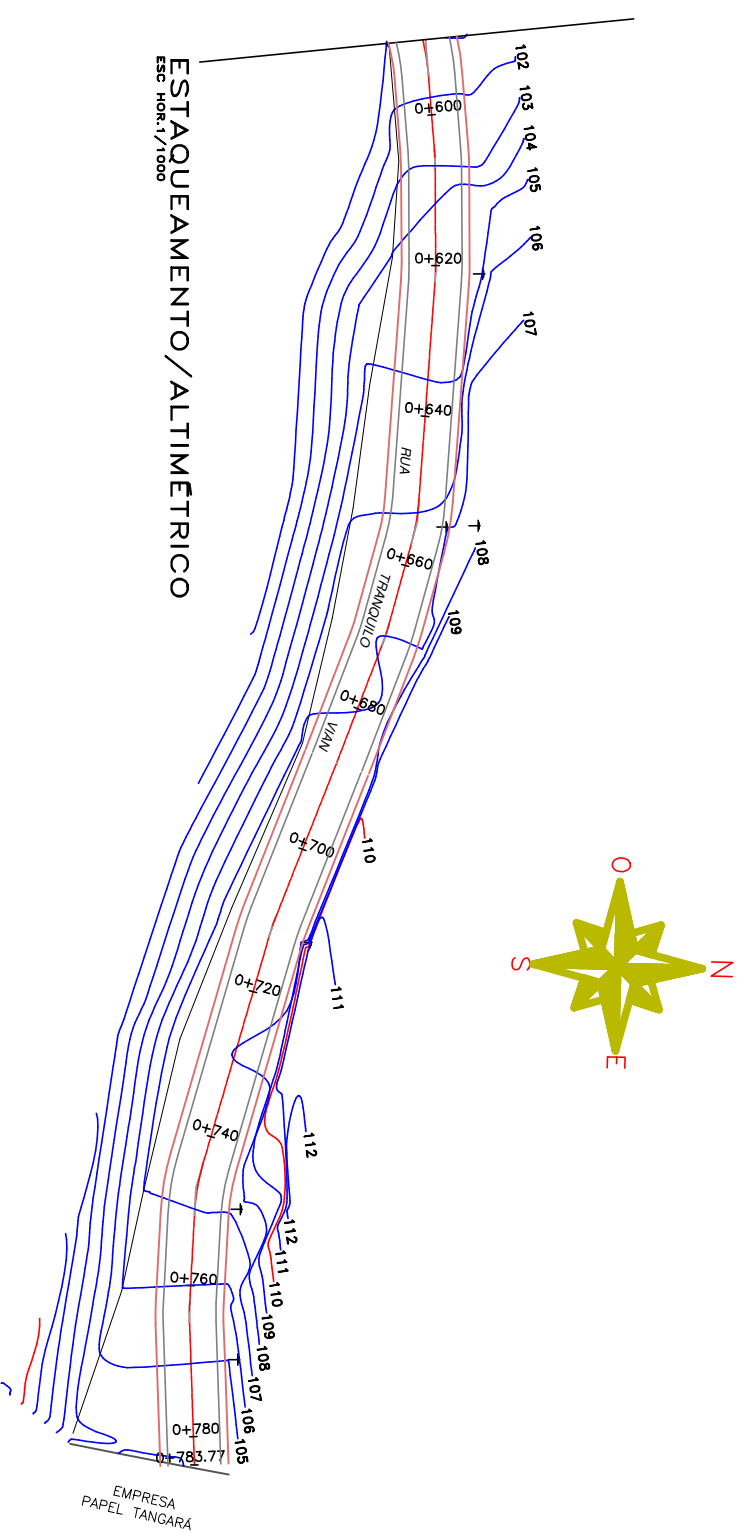 ESTAQUEAMENTO/ALTIMÉTRICO
ESC HOR.1/1000
102
103
104
105
106
107
108
109
110
111
112
112
111
110
109
108
107
106
105
0+600
0+620
0+640
0+660
0+680
0+700
0+720
0+740
0+760
0+780
0+783.77
RUA
TRANQUILO
VIAN
O
N
S
E
EMPRESA
PAPEL TANGARÁ